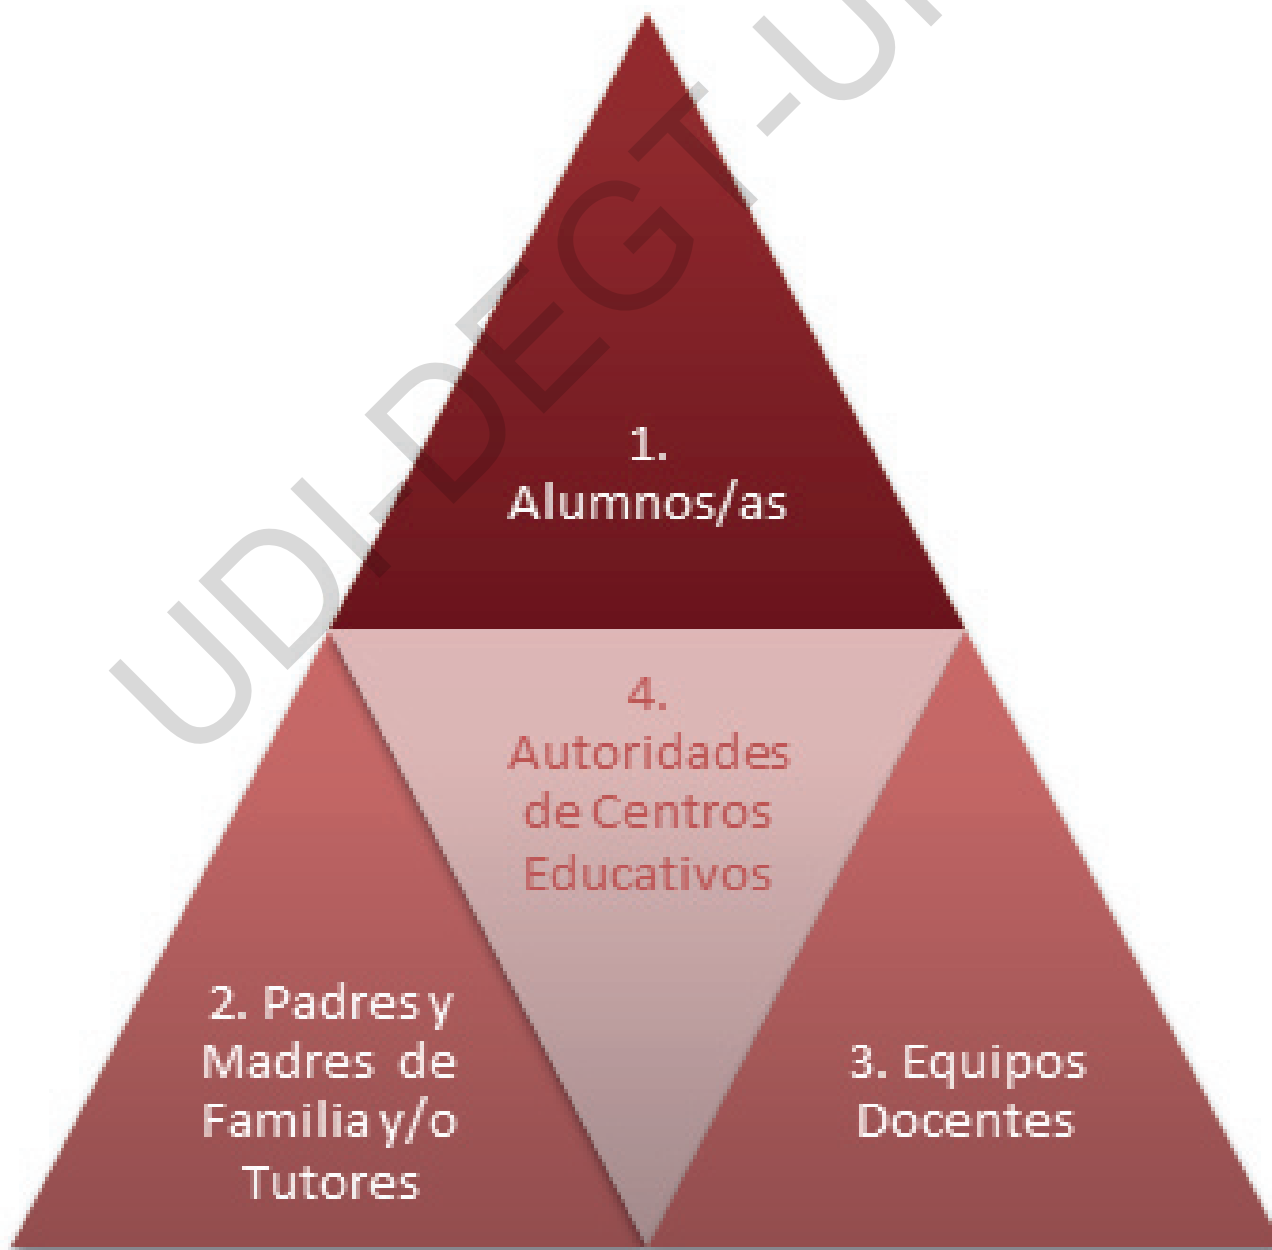 UDI-DEGT-UN
1.
Alumnos/as
4.
Autoridades
de Centros
Educativos
2. Padres y
Madres de
Familia y/o
Tutores
3. Equipos
Docentes